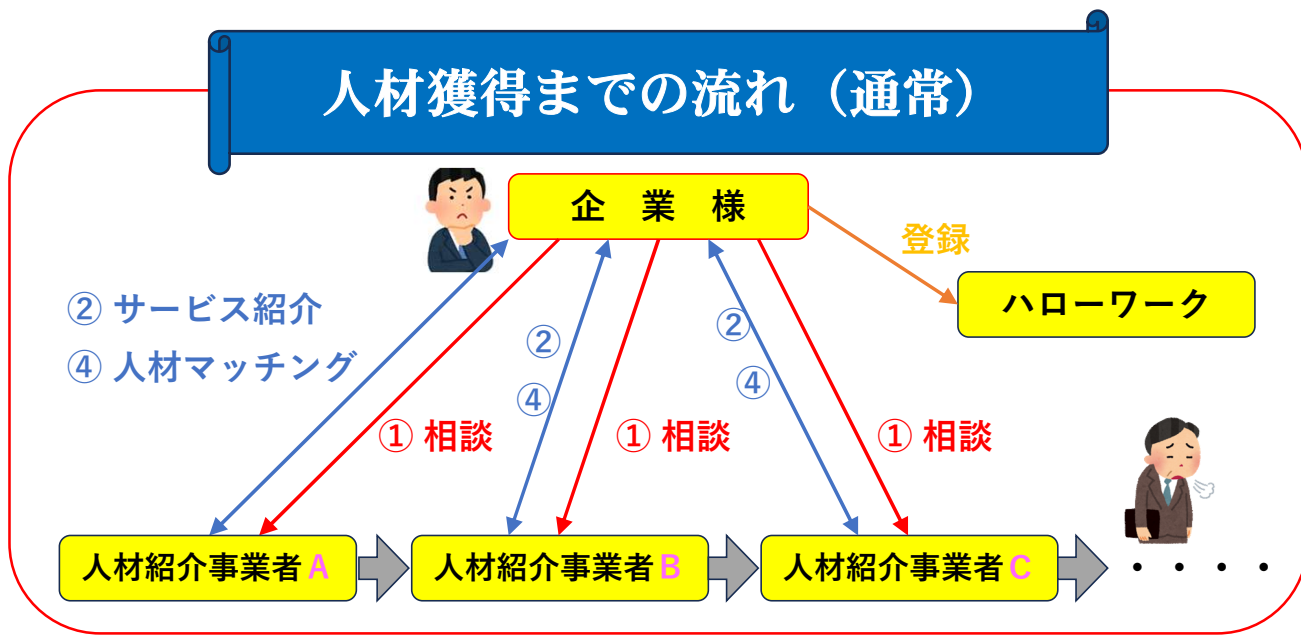 人材獲得までの流れ（通常）
企　業　様
登録
ハローワーク
② サービス紹介
④ 人材マッチング
②
④
②
④
① 相談
① 相談
① 相談
人材紹介事業者A
人材紹介事業者B
人材紹介事業者C
・・・・